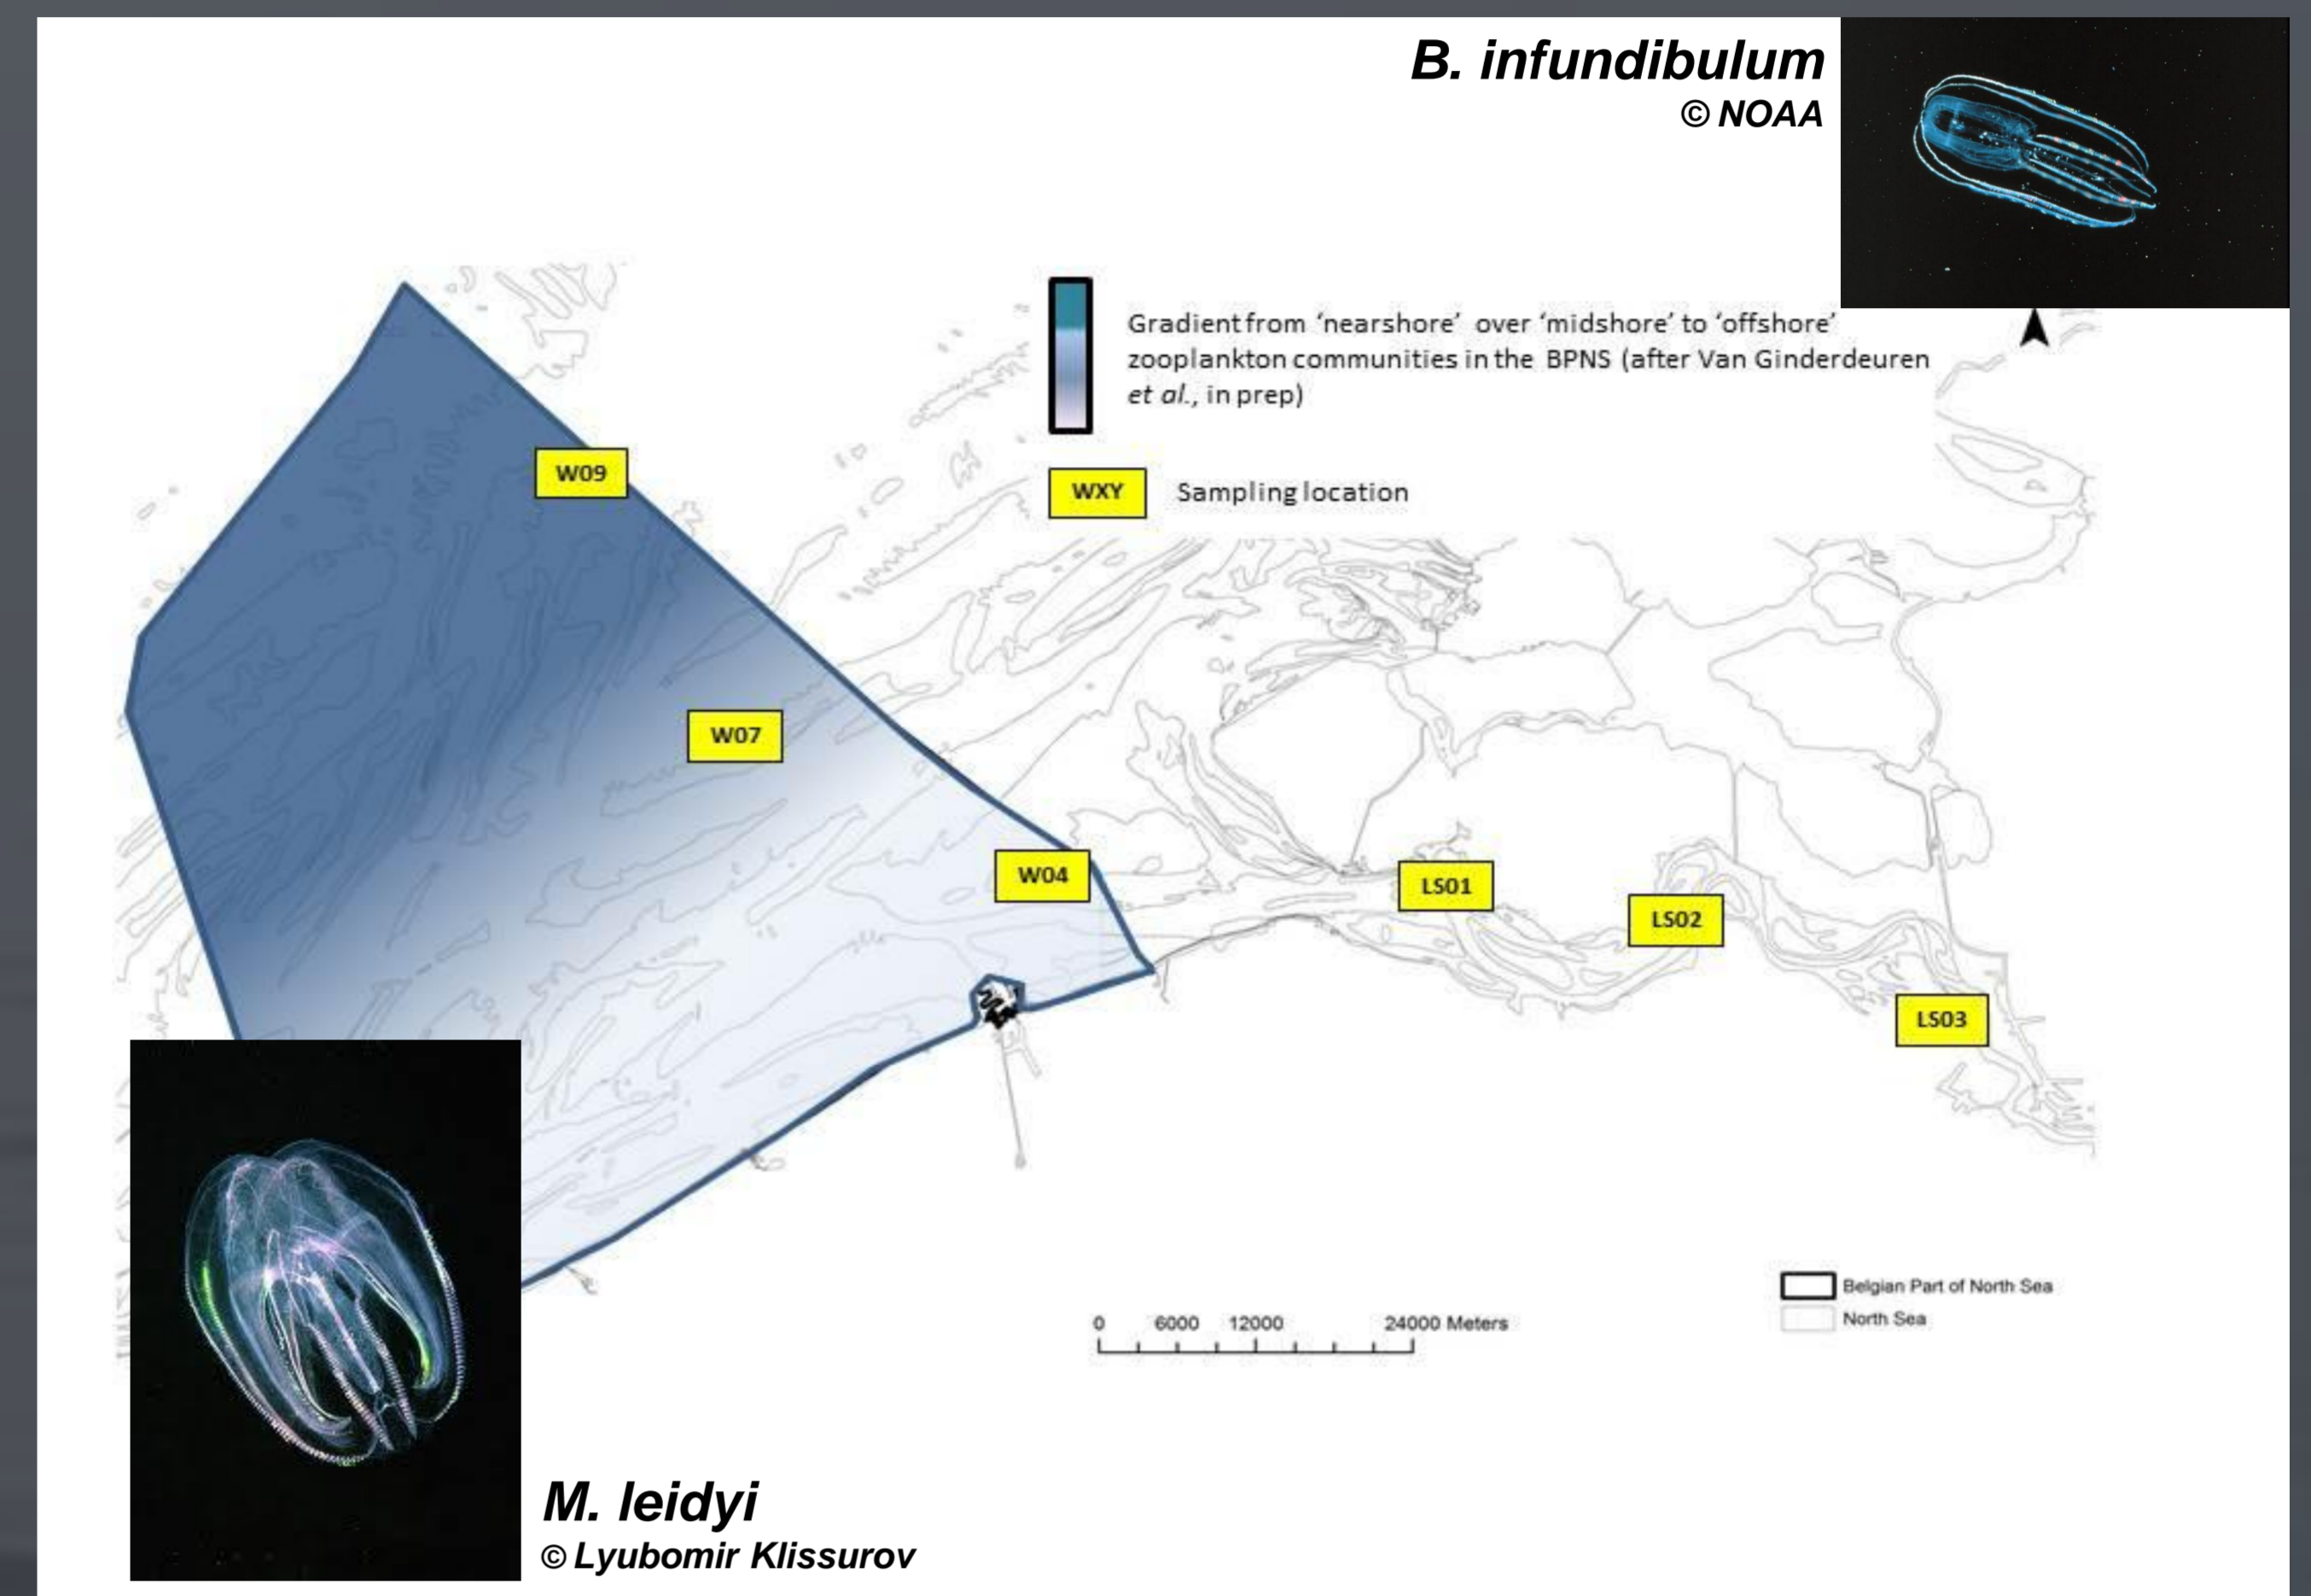 B. infundibulum
© NOAA
Gradient from ‘nearshore’ over ‘midshore’ to ‘offshore’
zooplankton communities in the BPNS (after Van Ginderdeuren
et al., in prep)
W09
WXY Sampling location
W07
W04
LS01
LS02
LS03
Belgian Part of North Sea
North Sea
0 6000 12000 24000 Meters
M. leidyi
© Lyubomir Klissurov